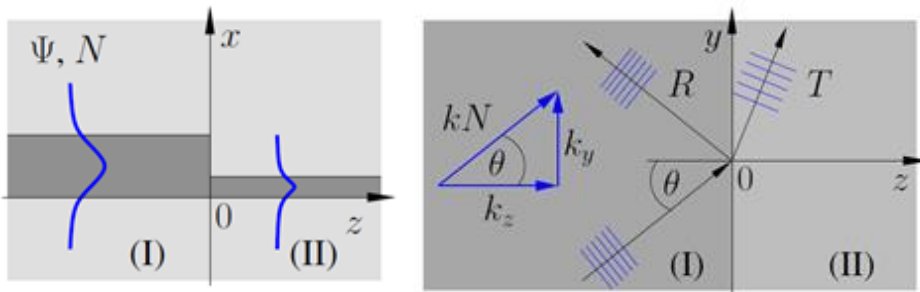 x
Ψ, N
0
z
(I)
(II)
y
R
T
kN
θ
k_y
k_z
θ
0
z
(I)
(II)